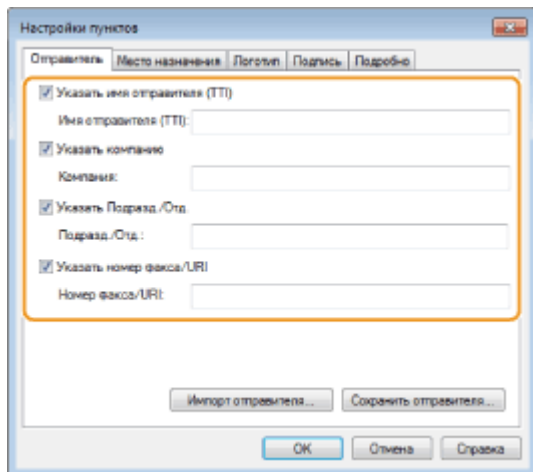 Настройки пунктов
Отправитель Место назначения Логотип Подпись Подробно
Указать имя отправителя (TTI)
Имя отправителя (TTI):
Указать компанию
Компания:
Указать Подразд./Отд.
Подразд./Отд.:
Указать номер факса/URI
Номер факса/URI:
Импорт отправителя... Сохранить отправителя...
OK Отмена Справка